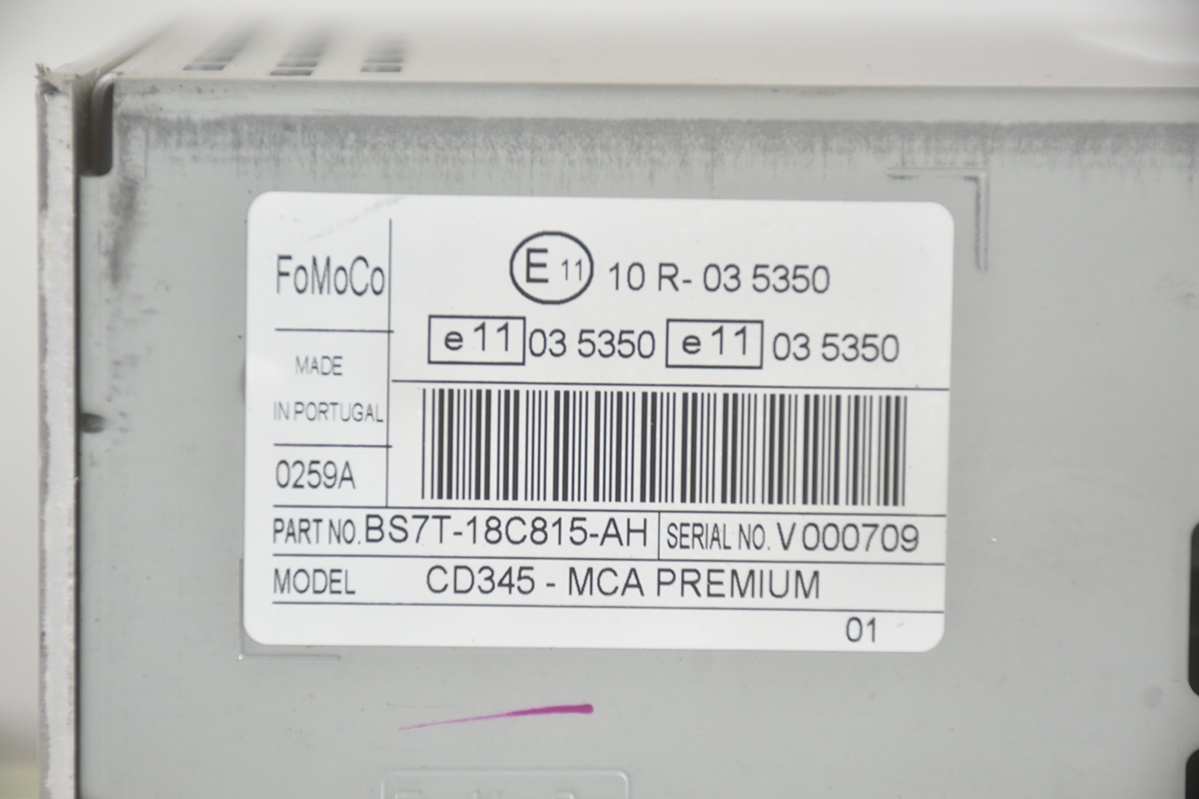 FoMoCo
MADE
IN PORTUGAL
0259A
E 11 10 R- 03 5350
e 11 03 5350 e 11 03 5350
PART NO. BS7T-18C815-AH SERIAL NO. V 000709
MODEL CD345 - MCA PREMIUM
01